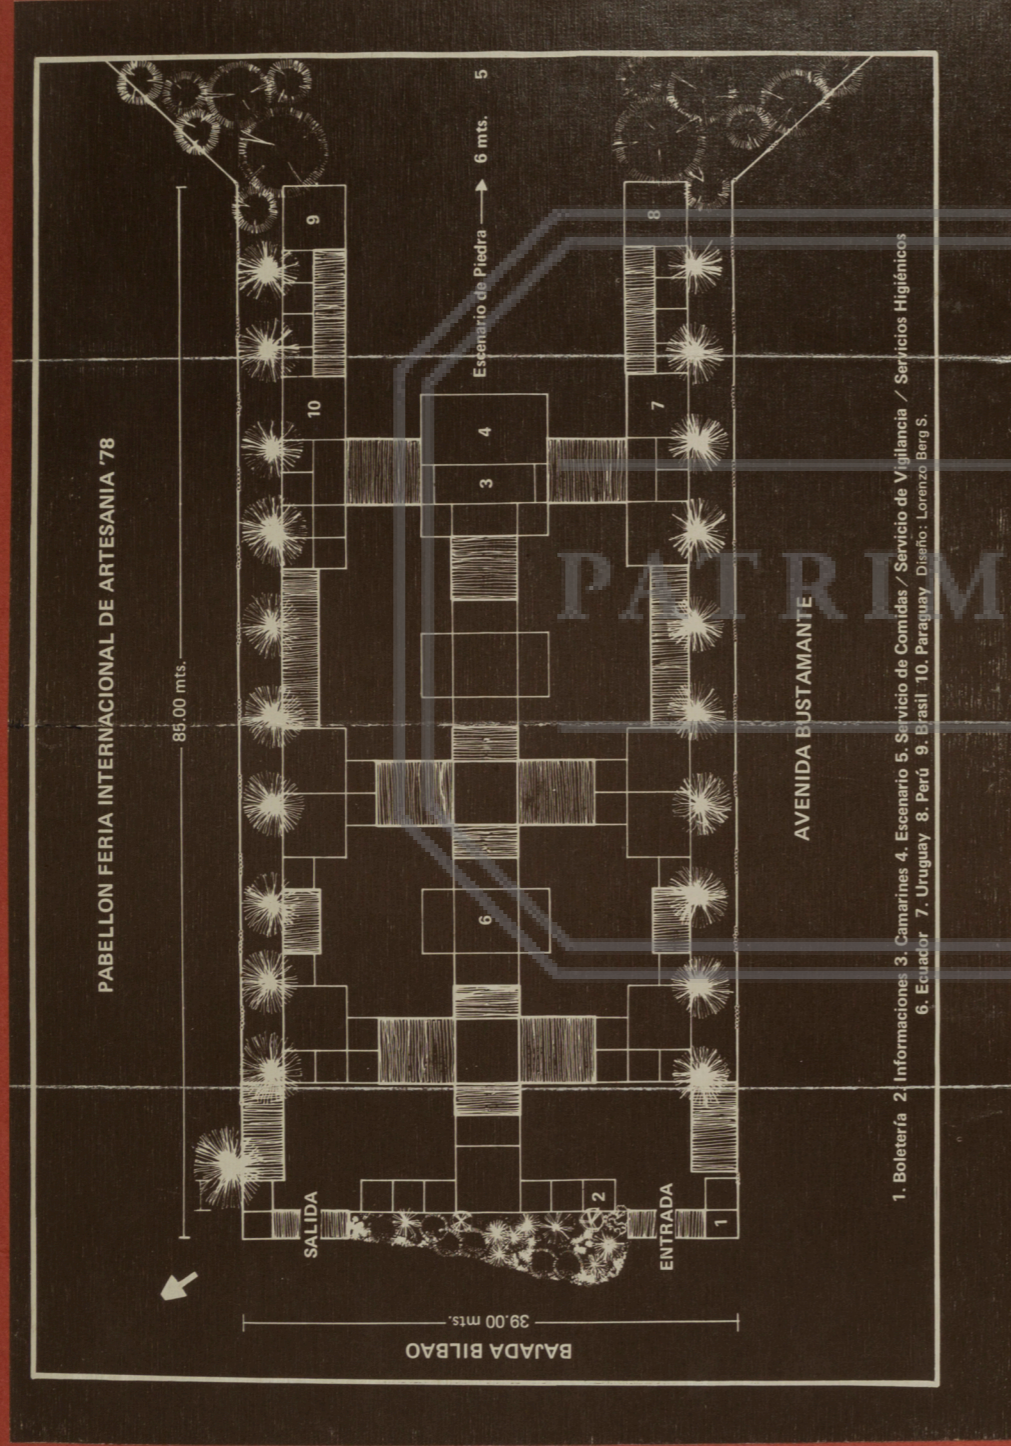 PABELLON FERIA INTERNACIONAL DE ARTESANIA '78
85.00 mts.
9
10
Escenario de Piedra → 6 mts. 5
8
7
4
3
6
SALIDA
2
ENTRADA
1
39.00 mts.
BAJADA BILBAO
AVENIDA BUSTAMANTE
1. Boletería 2. Informaciones 3. Camarines 4. Escenario 5. Servicio de Comidas / Servicio de Vigilancia / Servicios Higiénicos
6. Ecuador 7. Uruguay 8. Perú 9. Brasil 10. Paraguay Diseño: Lorenzo Berg S.
PATRIM